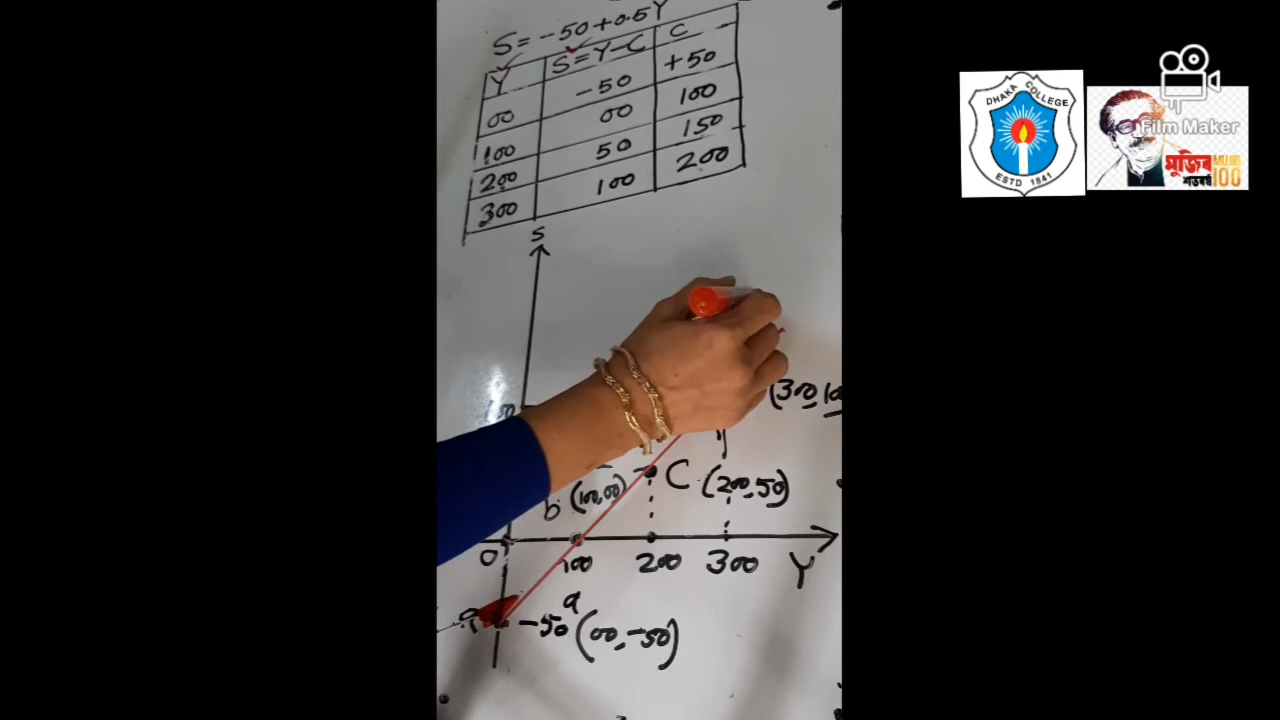 S = -50 + 0.5Y
Y S = Y - C C
00 -50 +50
100 00 100
200 50 150
300 100 200
S
(300, 10
C (200, 50)
b (100, 00)
0 100 200 300 Y
-50 a (00, -50)
DHAKA COLLEGE
ESTD 1841
Film Maker
মুজিব MUJIB
শতবর্ষ 100